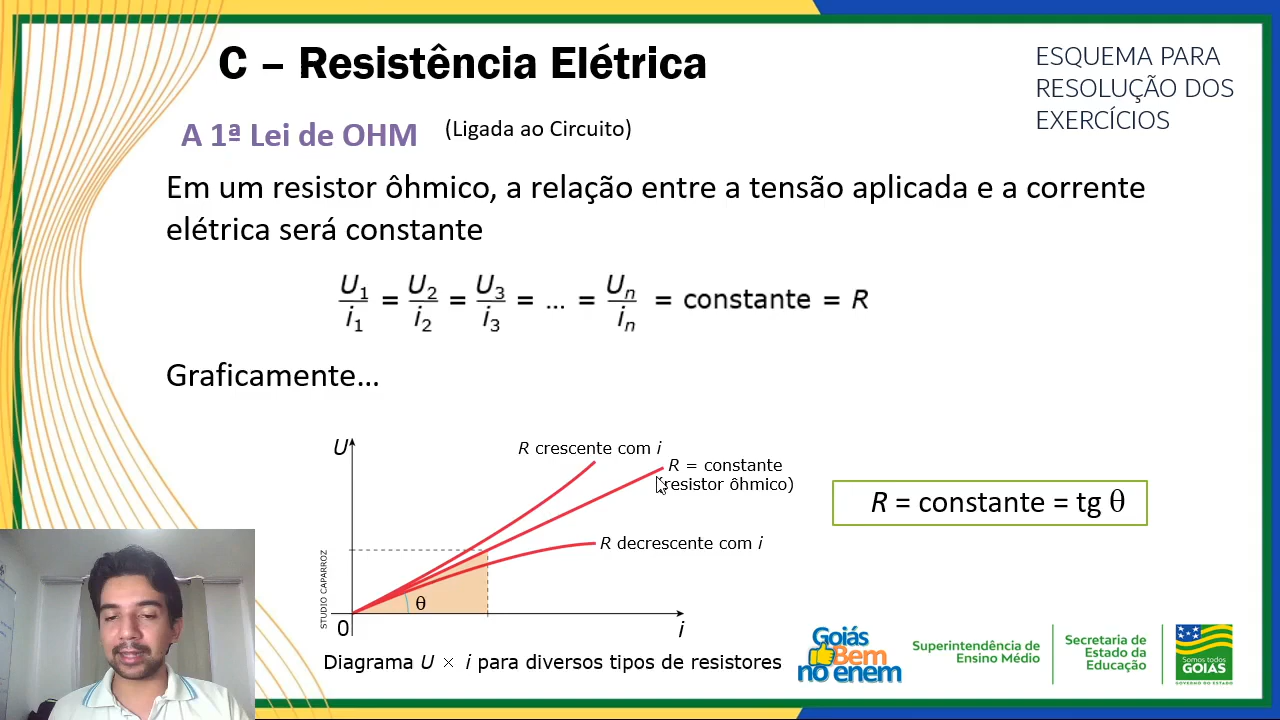 C – Resistência Elétrica
ESQUEMA PARA
RESOLUÇÃO DOS
EXERCÍCIOS
A 1ª Lei de OHM (Ligada ao Circuito)
Em um resistor ôhmico, a relação entre a tensão aplicada e a corrente
elétrica será constante
U₁/i₁ = U₂/i₂ = U₃/i₃ = ... = Uₙ/iₙ = constante = R
Graficamente...
U
R crescente com i
R = constante
(resistor ôhmico)
R decrescente com i
θ
0
i
STUDIO CAPARROZ
Diagrama U × i para diversos tipos de resistores
R = constante = tg θ
Goiás
Bem
no enem
Superintendência de
Ensino Médio
Secretaria de
Estado da
Educação
Somos todos
GOIÁS
GOVERNO DO ESTADO